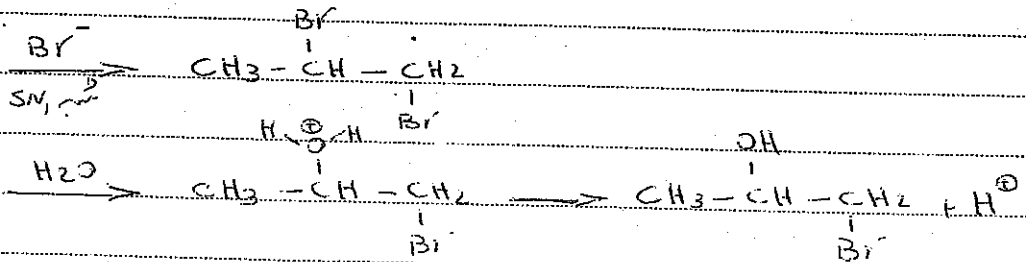 Br
Br⁻
CH3 - CH - CH2
SN1
Br
H O⊕ H
OH
H2O
CH3 - CH - CH2 → CH3 - CH - CH2 + H⊕
Br
Br